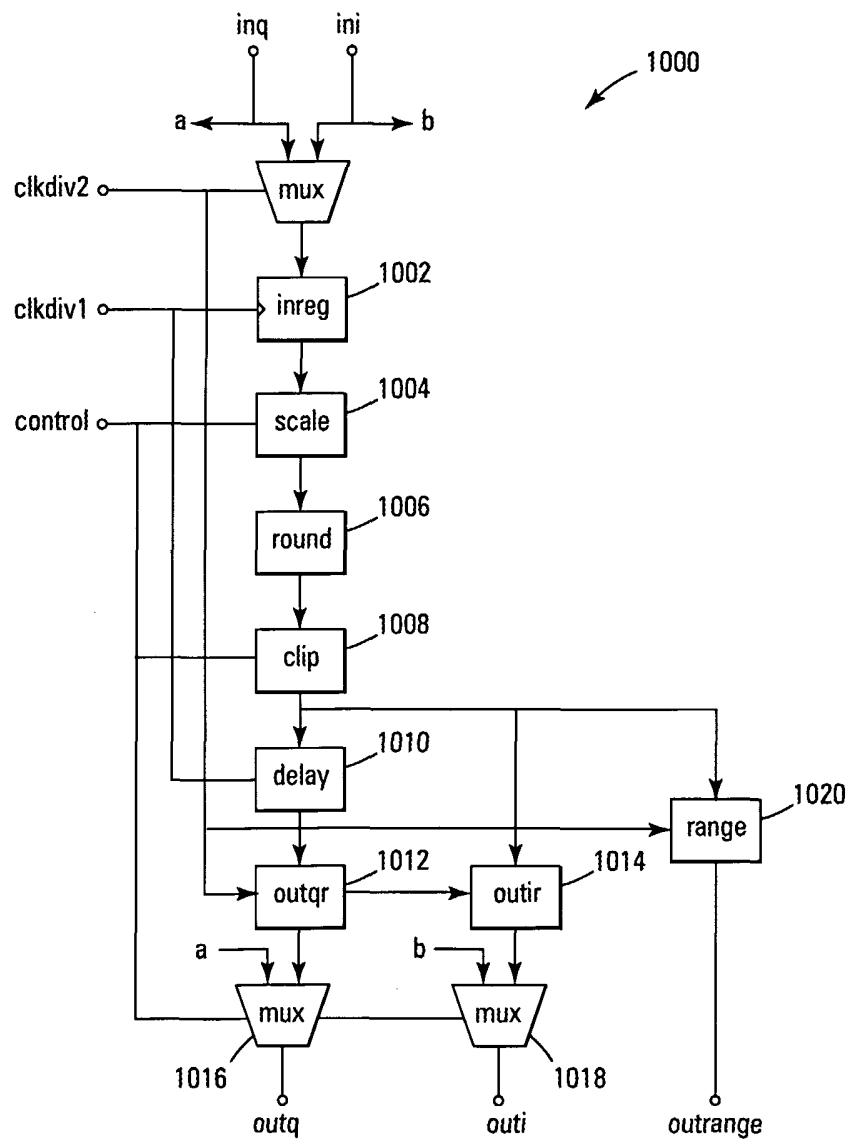 inq
ini
1000
a
b
clkdiv2
mux
1002
clkdiv1
inreg
1004
control
scale
1006
round
1008
clip
1010
delay
1020
range
1012
1014
outqr
outir
a
b
mux
mux
1016
1018
outq
outi
outrange